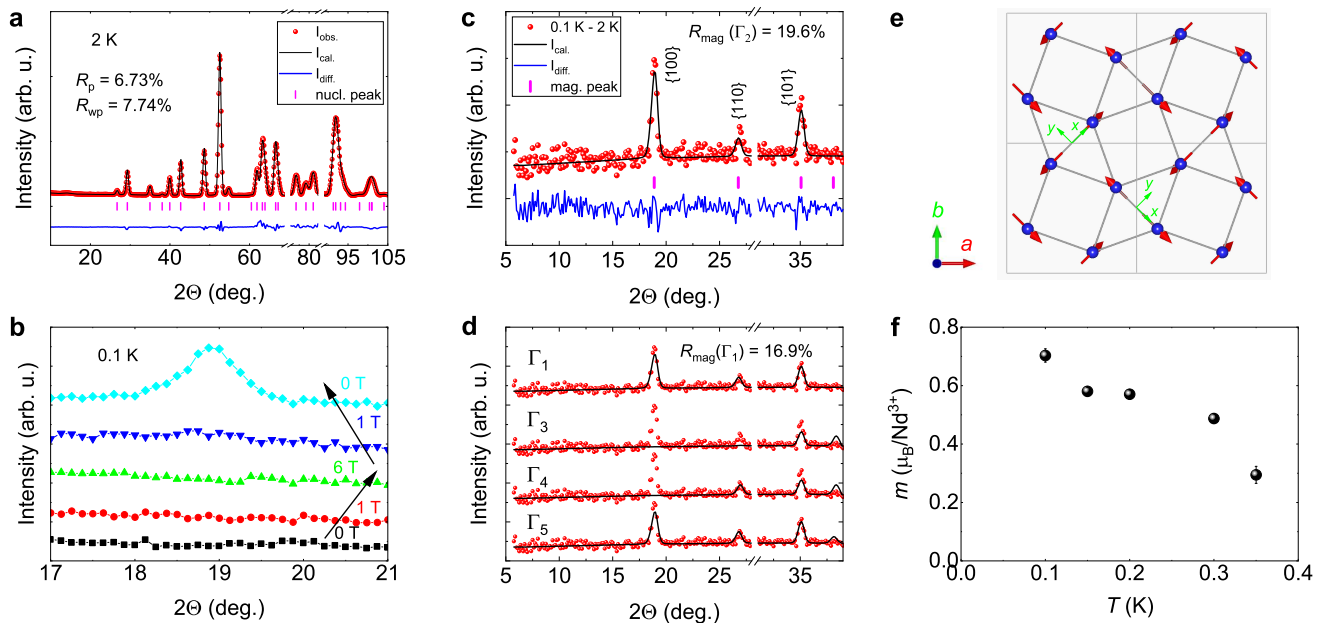 a
2 K
R_p = 6.73%
R_wp = 7.74%
I_obs.
I_cal.
I_diff.
nucl. peak
Intensity (arb. u.)
20 40 60 80 95 105
2Θ (deg.)
b
0.1 K
0 T
1 T
6 T
1 T
0 T
Intensity (arb. u.)
17 18 19 20 21
2Θ (deg.)
c
0.1 K - 2 K
I_cal.
I_diff.
mag. peak
R_mag (Γ_2) = 19.6%
{100}
{110}
{101}
Intensity (arb. u.)
5 10 15 20 25 35
2Θ (deg.)
d
R_mag(Γ_1) = 16.9%
Γ_1
Γ_3
Γ_4
Γ_5
Intensity (arb. u.)
5 10 15 20 25 35
2Θ (deg.)
e
y x
y
x
b
a
f
m (μ_B/Nd^3+)
0.8
0.6
0.4
0.2
0.0
0.0 0.1 0.2 0.3 0.4
T (K)